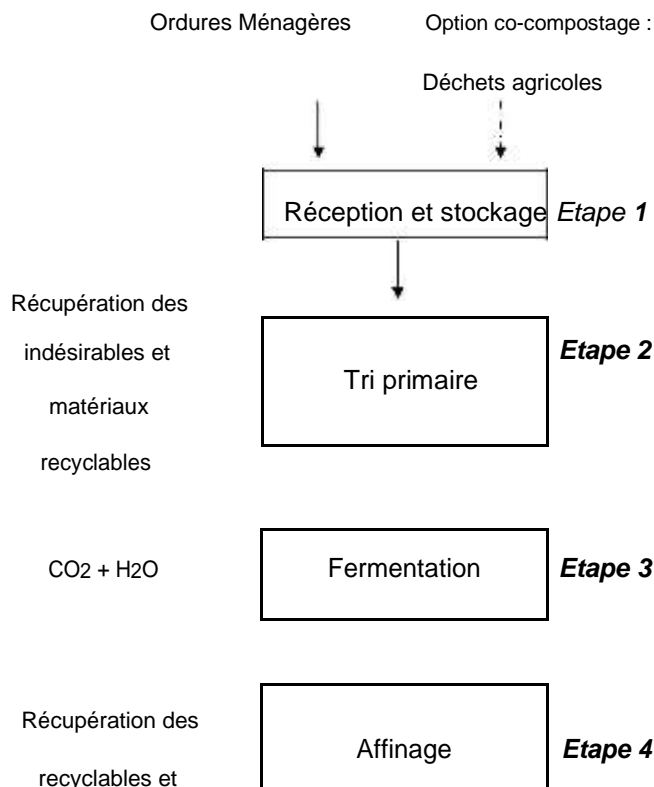 Ordures Ménagères Option co-compostage :
Déchets agricoles
Réception et stockage Etape 1
Récupération des
indésirables et
matériaux
recyclables
Tri primaire
Etape 2
CO2 + H2O
Fermentation
Etape 3
Récupération des
recyclables et
Affinage
Etape 4